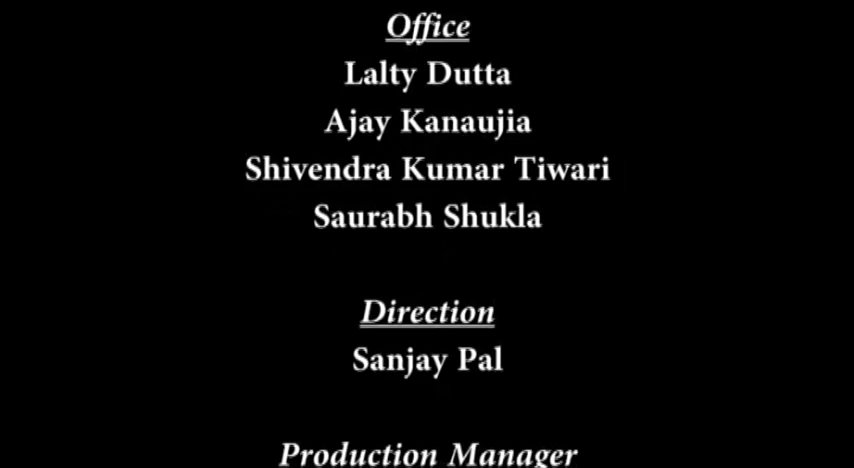 Office
Lalty Dutta
Ajay Kanaujia
Shivendra Kumar Tiwari
Saurabh Shukla
Direction
Sanjay Pal
Production Manager